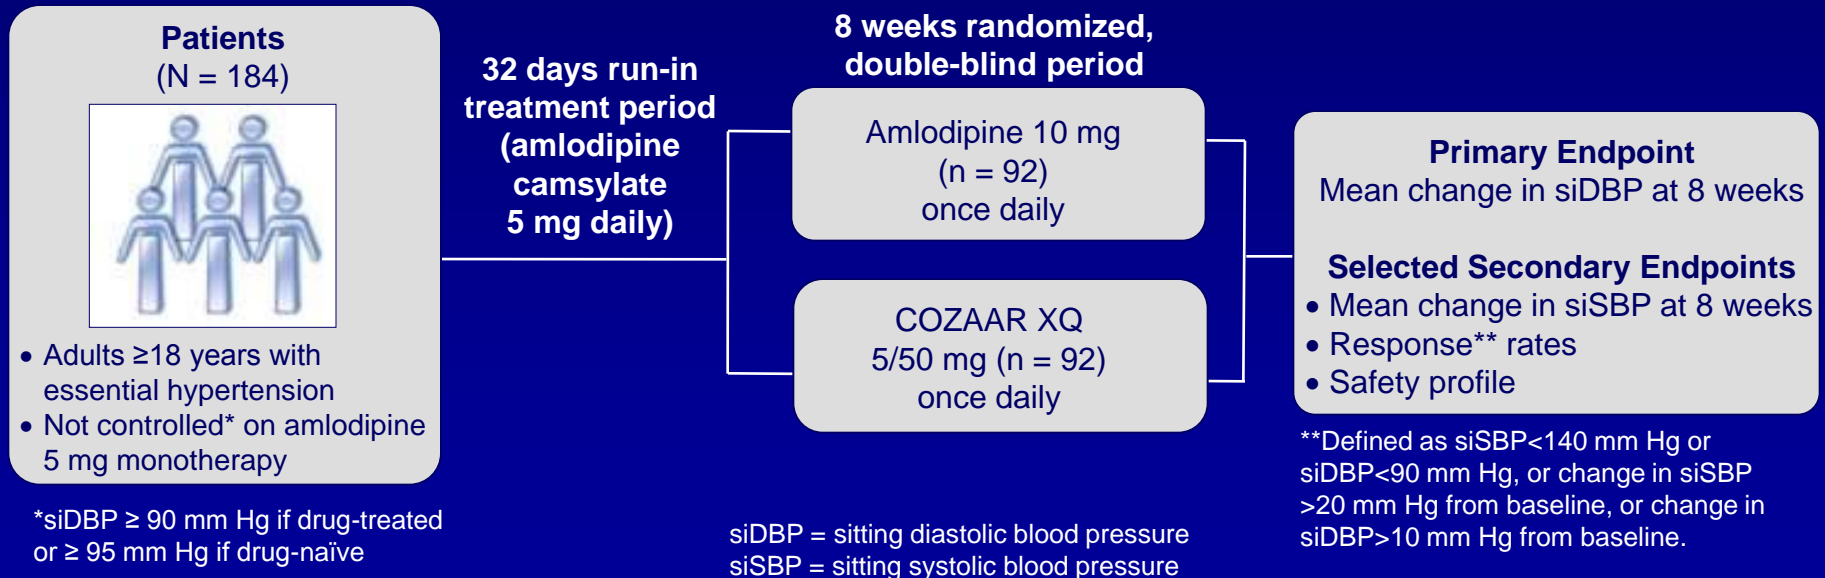 Patients
(N = 184)
• Adults ≥18 years with
essential hypertension
• Not controlled* on amlodipine
5 mg monotherapy
*siDBP ≥ 90 mm Hg if drug-treated
or ≥ 95 mm Hg if drug-naïve
32 days run-in
treatment period
(amlodipine
camsylate
5 mg daily)
8 weeks randomized,
double-blind period
Amlodipine 10 mg
(n = 92)
once daily
COZAAR XQ
5/50 mg (n = 92)
once daily
siDBP = sitting diastolic blood pressure
siSBP = sitting systolic blood pressure
Primary Endpoint
Mean change in siDBP at 8 weeks
Selected Secondary Endpoints
• Mean change in siSBP at 8 weeks
• Response** rates
• Safety profile
**Defined as siSBP<140 mm Hg or
siDBP<90 mm Hg, or change in siSBP
>20 mm Hg from baseline, or change in
siDBP>10 mm Hg from baseline.